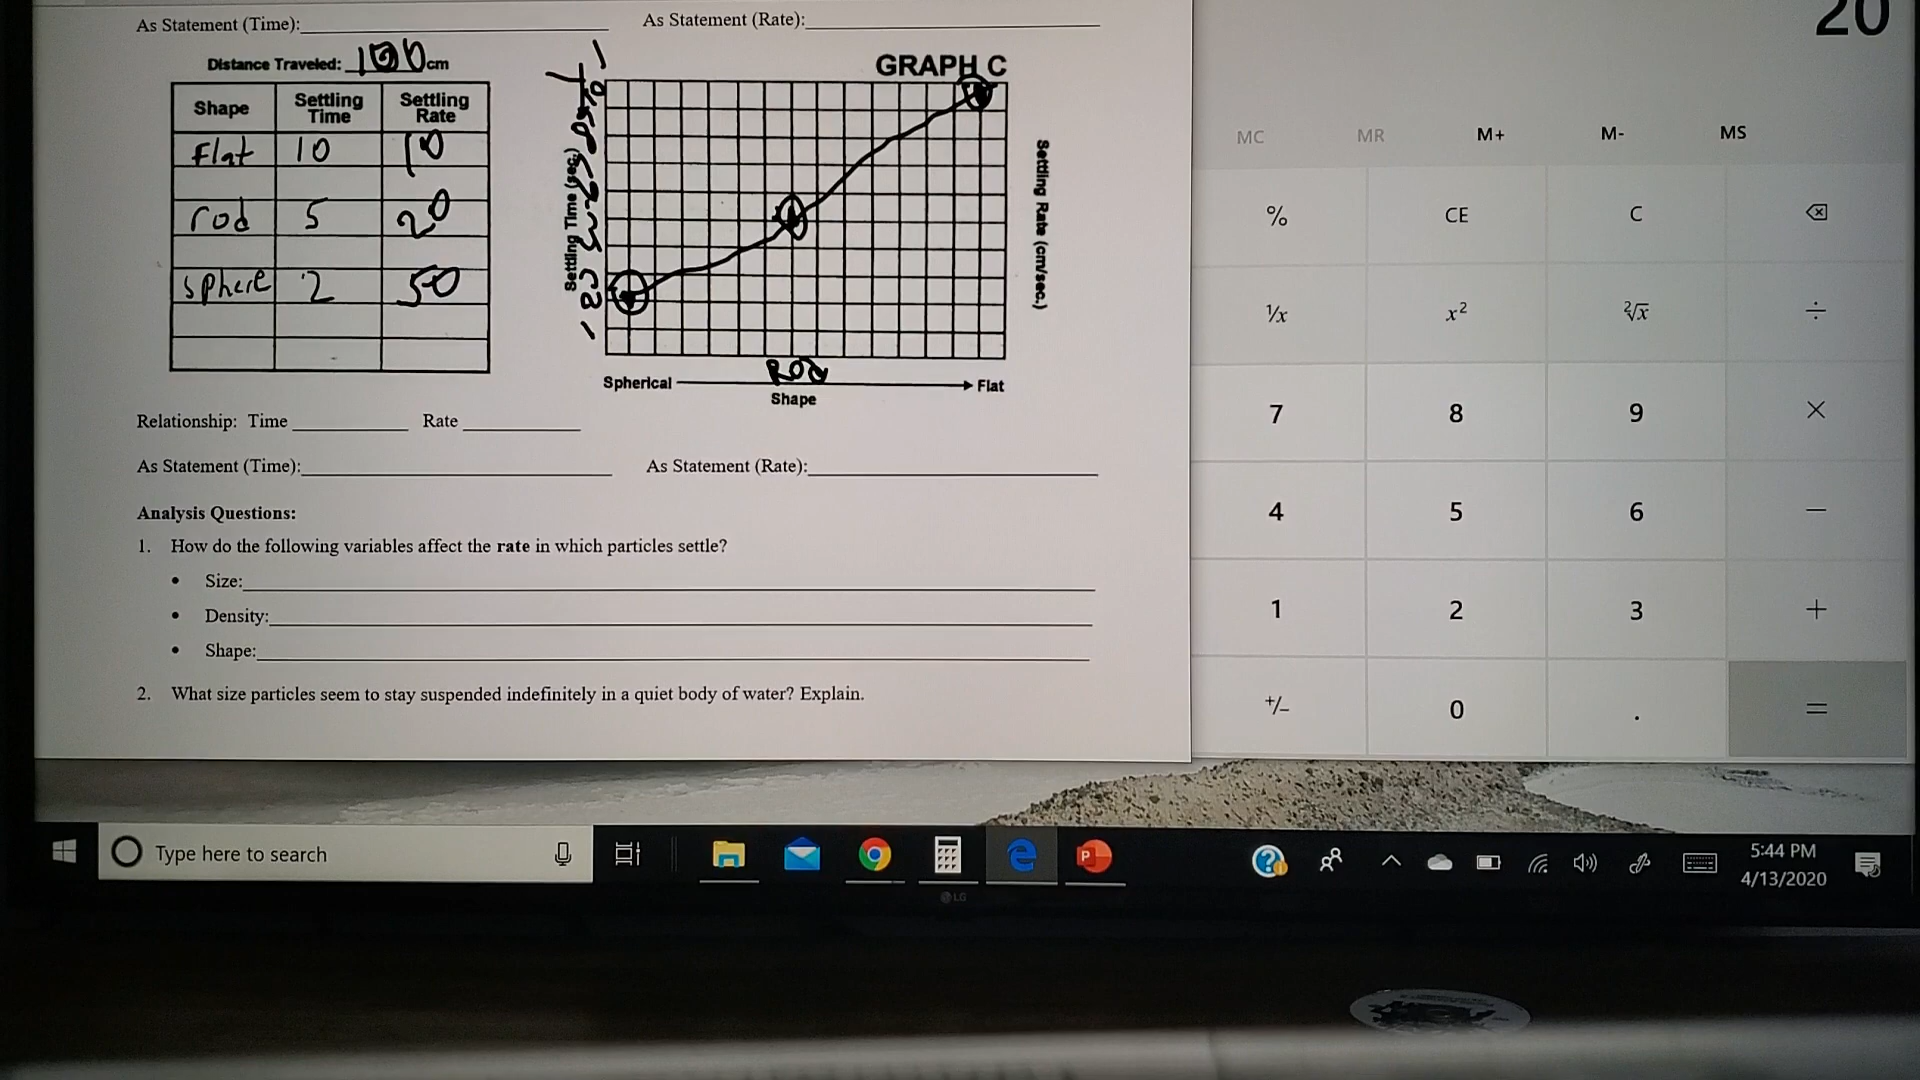 As Statement (Time): As Statement (Rate):
Distance Traveled: 100 cm
Shape Settling Time Settling Rate
Flat 10 10
rod 5 20
sphere 2 50
GRAPH C
Settling Time (sec.)
Settling Rate (cm/sec.)
Rod
Spherical Flat
Shape
Relationship: Time Rate
As Statement (Time): As Statement (Rate):
Analysis Questions:
1. How do the following variables affect the rate in which particles settle?
• Size:
• Density:
• Shape:
2. What size particles seem to stay suspended indefinitely in a quiet body of water? Explain.
20
MC MR M+ M- MS
% CE C
1/x x² ²√x ÷
7 8 9 ×
4 5 6 −
1 2 3 +
+/− 0 . =
Type here to search
5:44 PM
4/13/2020
LG